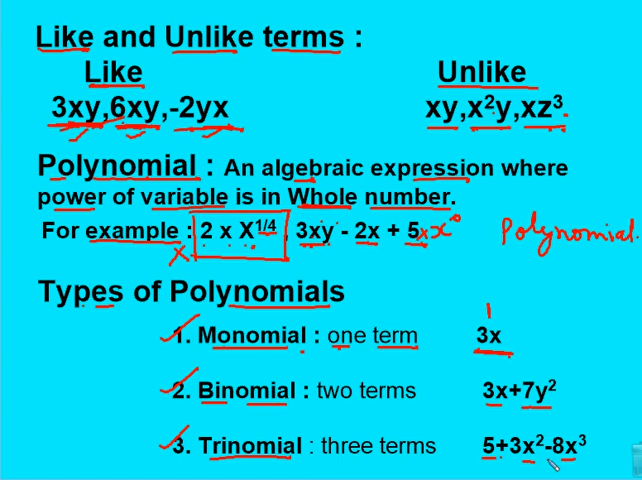 Like and Unlike terms :
Like Unlike
3xy,6xy,-2yx xy,x²y,xz³
Polynomial : An algebraic expression where
power of variable is in Whole number.
For example : 2 x X¹/⁴ , 3xy - 2x + 5 x x⁰ Polynomial.
X
Types of Polynomials
1
1. Monomial : one term 3x
2. Binomial : two terms 3x+7y²
3. Trinomial : three terms 5+3x²-8x³